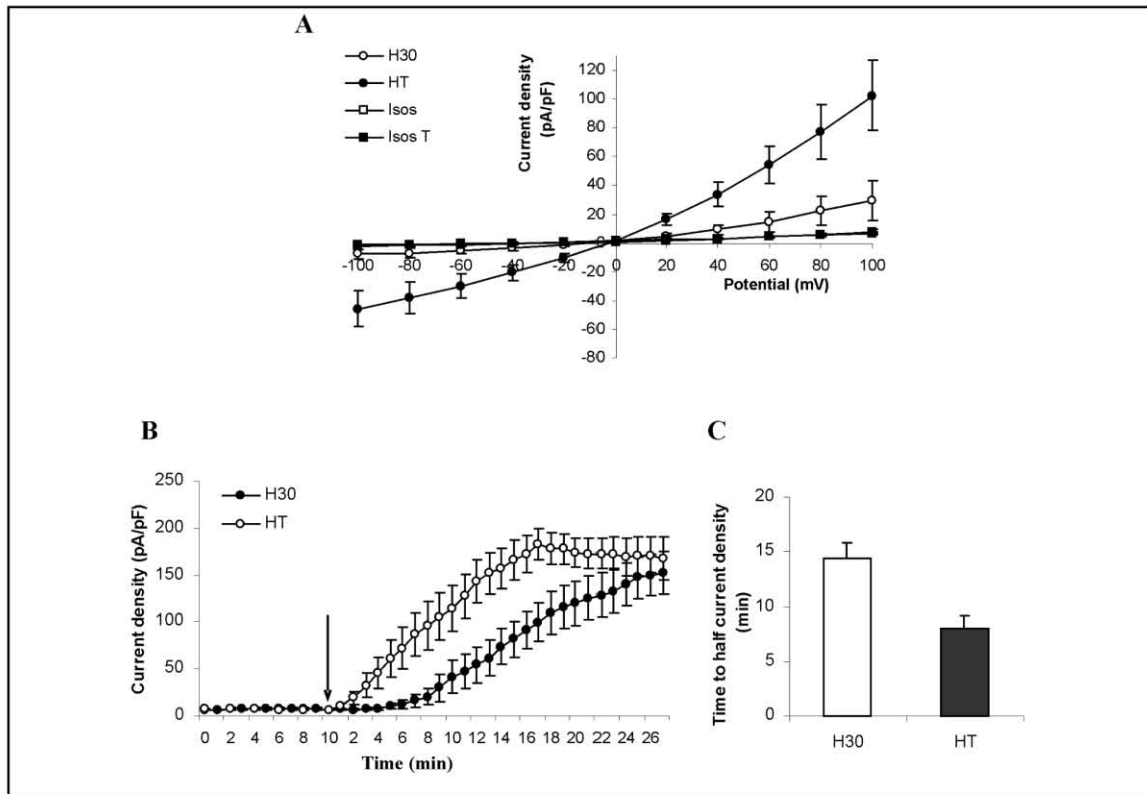 A
H30
HT
Isos
Isos T
Current density
(pA/pF)
120
100
80
60
40
20
0
-20
-40
-60
-80
-100 -80 -60 -40 -20 0 20 40 60 80 100
Potential (mV)
B
H30
HT
Current density (pA/pF)
250
200
150
100
50
0
0 2 4 6 8 10 2 4 6 8 10 12 14 16 18 20 22 24 26
Time (min)
C
Time to half current density
(min)
20
15
10
5
0
H30 HT